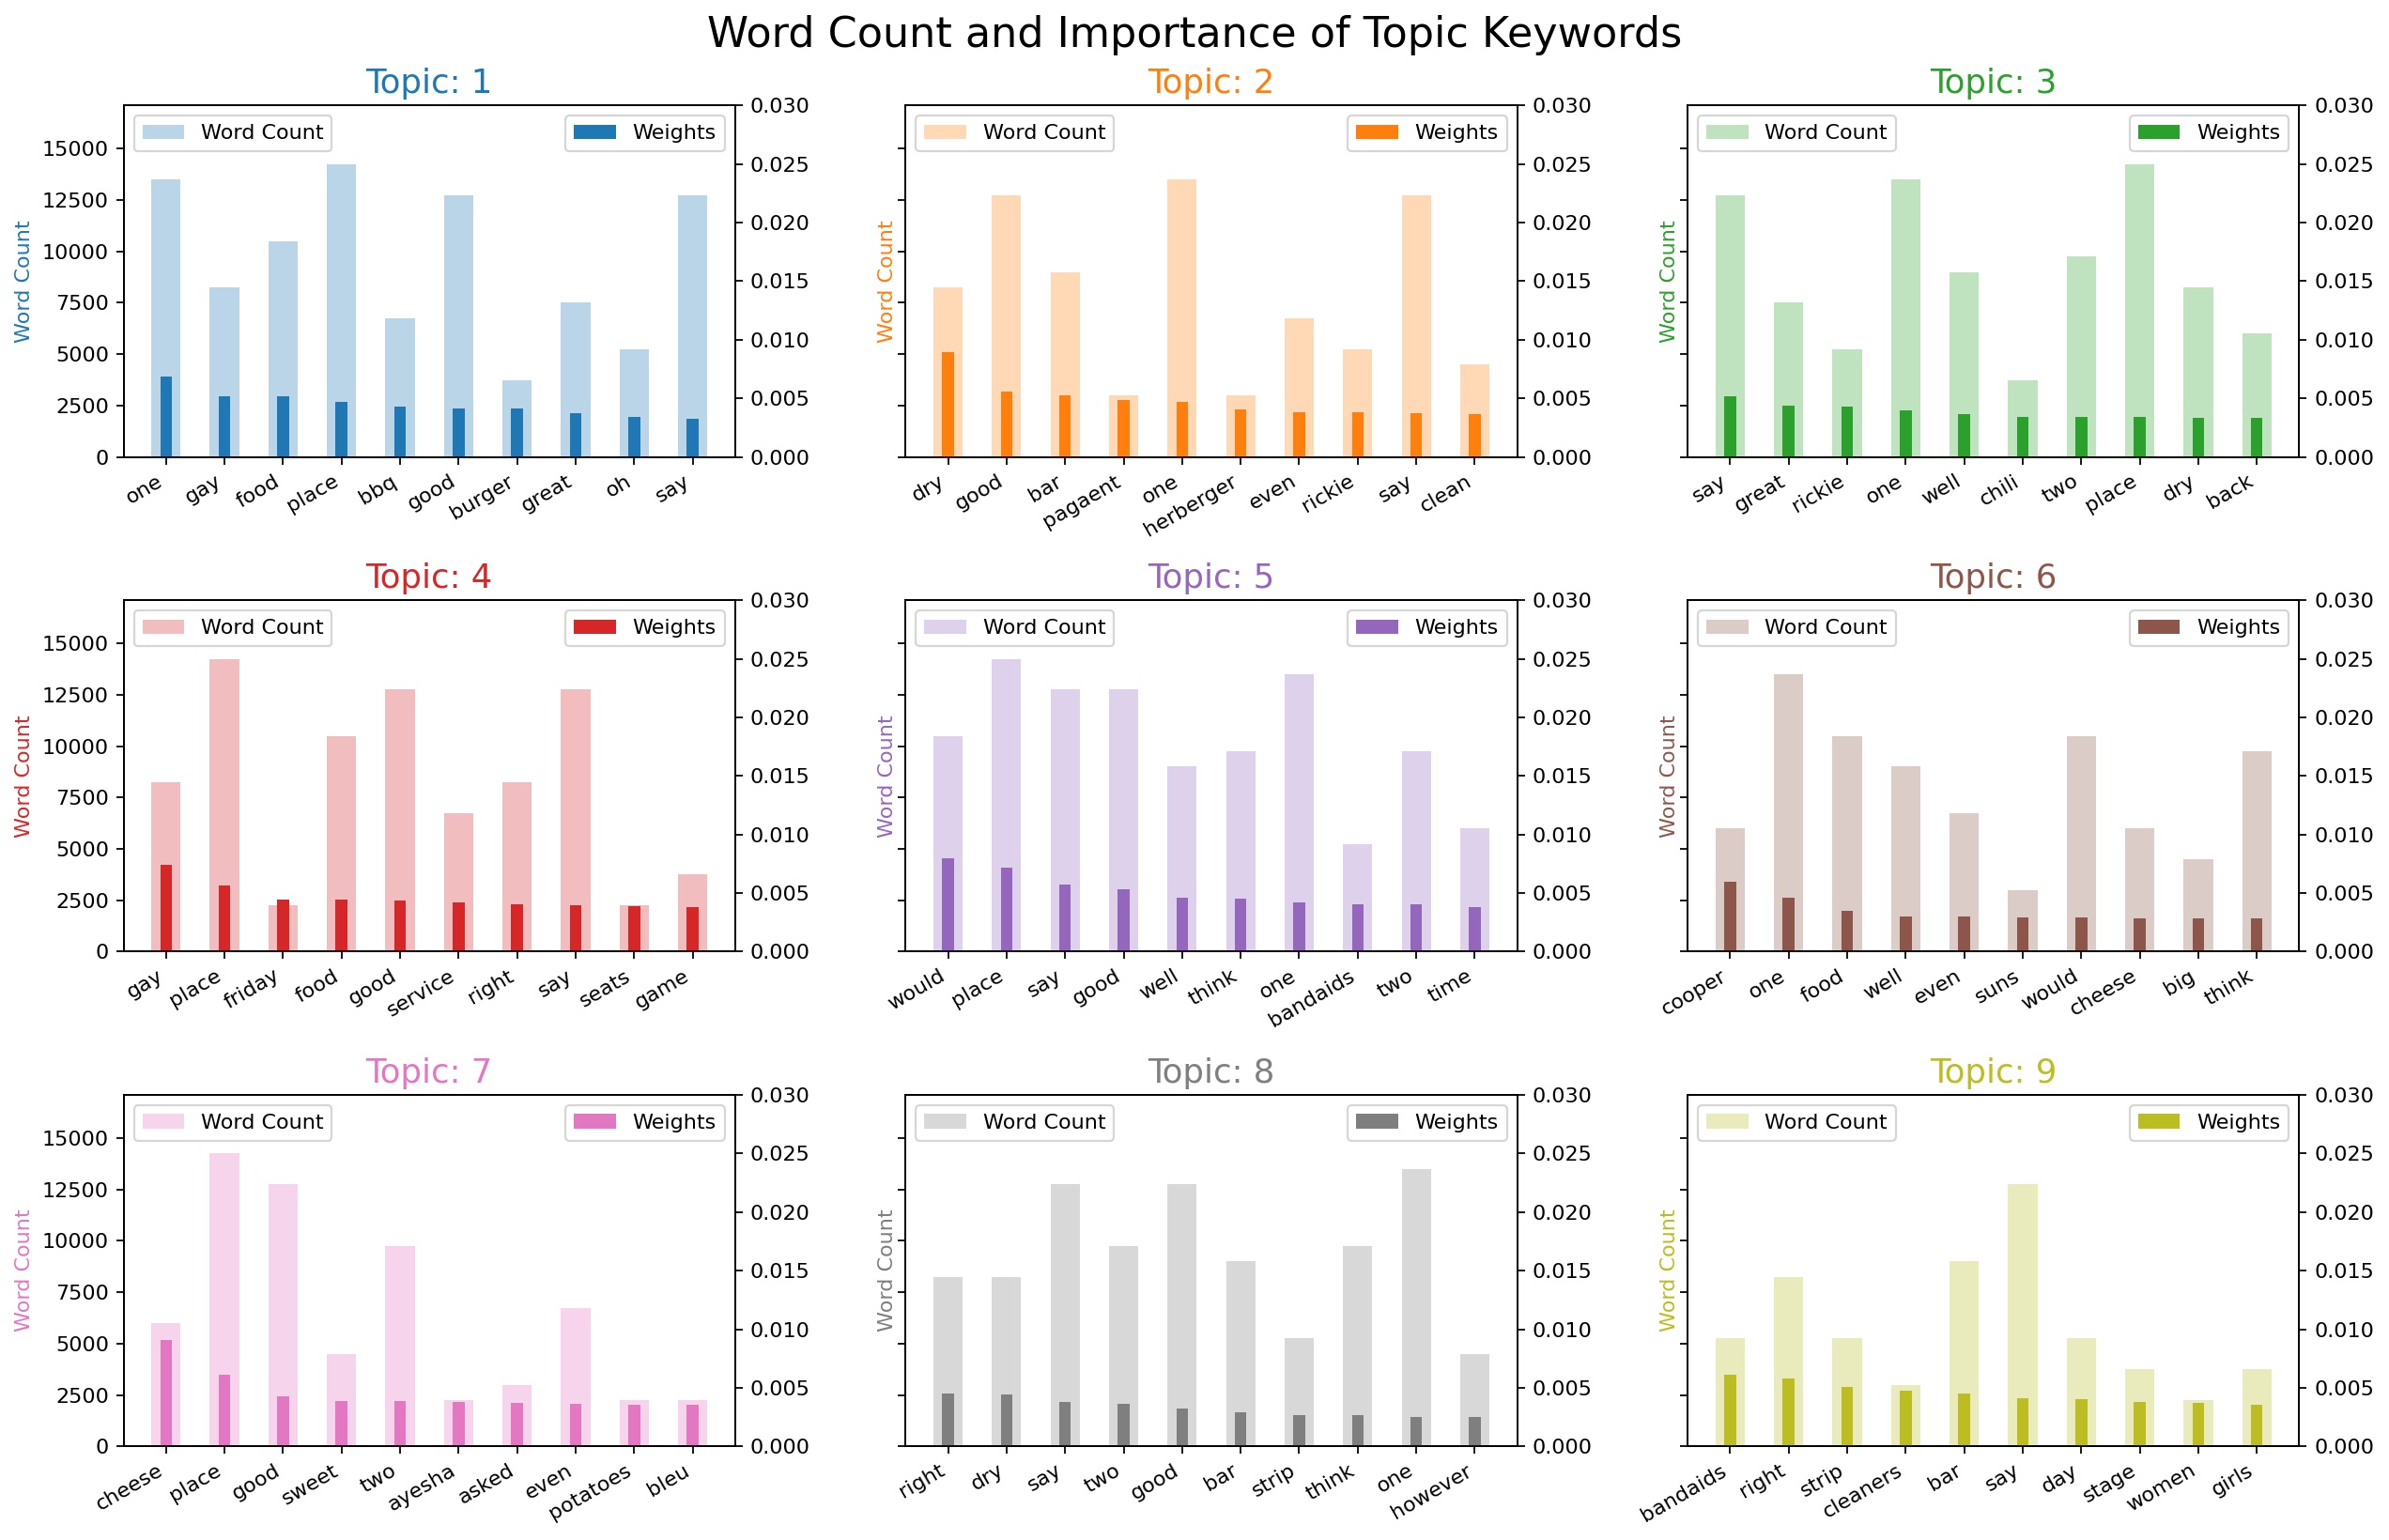 Word Count and Importance of Topic Keywords
Topic: 1
Word Count
Weights
Word Count
15000
12500
10000
7500
5000
2500
0
0.030
0.025
0.020
0.015
0.010
0.005
0.000
one gay food place bbq good burger great oh say
Topic: 2
Word Count
Weights
Word Count
0.030
0.025
0.020
0.015
0.010
0.005
0.000
dry good bar pagaent one herberger even rickie say clean
Topic: 3
Word Count
Weights
Word Count
0.030
0.025
0.020
0.015
0.010
0.005
0.000
say great rickie one well chili two place dry back
Topic: 4
Word Count
Weights
Word Count
15000
12500
10000
7500
5000
2500
0
0.030
0.025
0.020
0.015
0.010
0.005
0.000
gay place friday food good service right say seats game
Topic: 5
Word Count
Weights
Word Count
0.030
0.025
0.020
0.015
0.010
0.005
0.000
would place say good well think one bandaids two time
Topic: 6
Word Count
Weights
Word Count
0.030
0.025
0.020
0.015
0.010
0.005
0.000
cooper one food well even suns would cheese big think
Topic: 7
Word Count
Weights
Word Count
15000
12500
10000
7500
5000
2500
0
0.030
0.025
0.020
0.015
0.010
0.005
0.000
cheese place good sweet two ayesha asked even potatoes bleu
Topic: 8
Word Count
Weights
Word Count
0.030
0.025
0.020
0.015
0.010
0.005
0.000
right dry say two good bar strip think one however
Topic: 9
Word Count
Weights
Word Count
0.030
0.025
0.020
0.015
0.010
0.005
0.000
bandaids right strip cleaners bar say day stage women girls